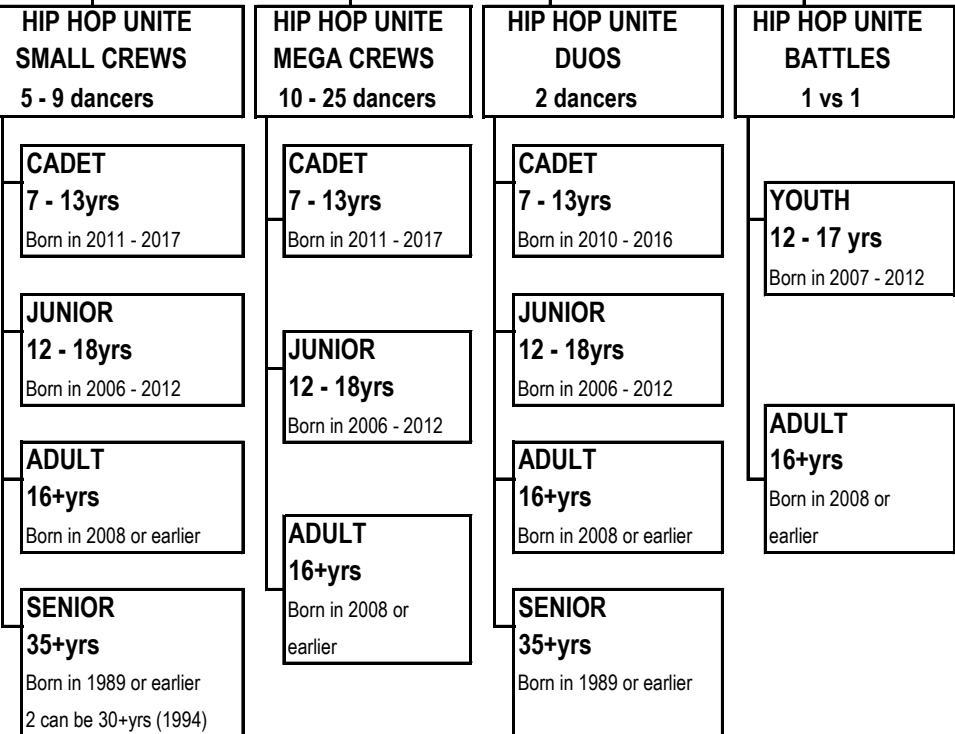 HIP HOP UNITE
SMALL CREWS
5 - 9 dancers
CADET
7 - 13yrs
Born in 2011 - 2017
JUNIOR
12 - 18yrs
Born in 2006 - 2012
ADULT
16+yrs
Born in 2008 or earlier
SENIOR
35+yrs
Born in 1989 or earlier
2 can be 30+yrs (1994)
HIP HOP UNITE
MEGA CREWS
10 - 25 dancers
CADET
7 - 13yrs
Born in 2011 - 2017
JUNIOR
12 - 18yrs
Born in 2006 - 2012
ADULT
16+yrs
Born in 2008 or
earlier
HIP HOP UNITE
DUOS
2 dancers
CADET
7 - 13yrs
Born in 2010 - 2016
JUNIOR
12 - 18yrs
Born in 2006 - 2012
ADULT
16+yrs
Born in 2008 or earlier
SENIOR
35+yrs
Born in 1989 or earlier
HIP HOP UNITE
BATTLES
1 vs 1
YOUTH
12 - 17 yrs
Born in 2007 - 2012
ADULT
16+yrs
Born in 2008 or
earlier